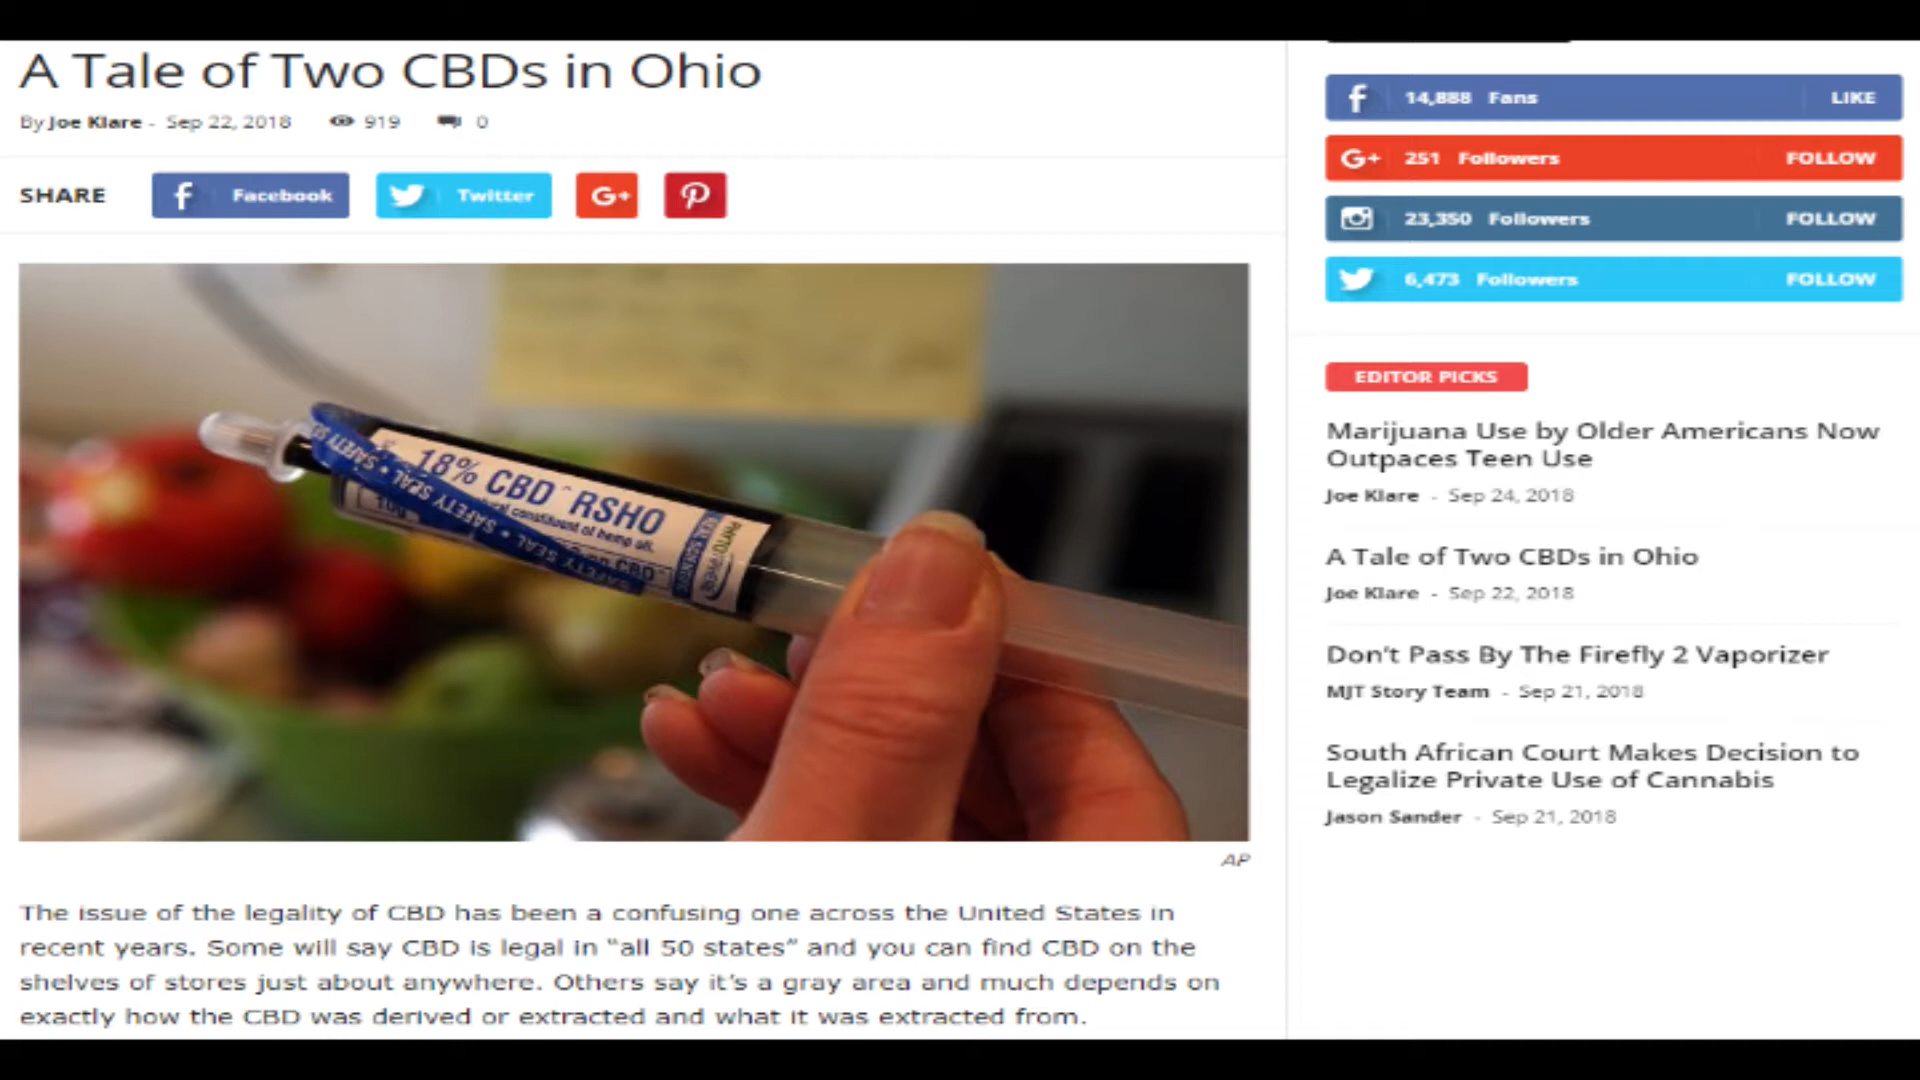 A Tale of Two CBDs in Ohio
By Joe Klare - Sep 22, 2018 919 0
SHARE Facebook Twitter G+
18% CBD RSHO
constituent of hemp oil.
CBD
SAFETY SEAL • SAFETY SEAL • SAFETY SEAL
AP
The issue of the legality of CBD has been a confusing one across the United States in
recent years. Some will say CBD is legal in “all 50 states” and you can find CBD on the
shelves of stores just about anywhere. Others say it’s a gray area and much depends on
exactly how the CBD was derived or extracted and what it was extracted from.
14,888 Fans LIKE
G+ 251 Followers FOLLOW
23,350 Followers FOLLOW
6,473 Followers FOLLOW
EDITOR PICKS
Marijuana Use by Older Americans Now
Outpaces Teen Use
Joe Klare - Sep 24, 2018
A Tale of Two CBDs in Ohio
Joe Klare - Sep 22, 2018
Don’t Pass By The Firefly 2 Vaporizer
MJT Story Team - Sep 21, 2018
South African Court Makes Decision to
Legalize Private Use of Cannabis
Jason Sander - Sep 21, 2018